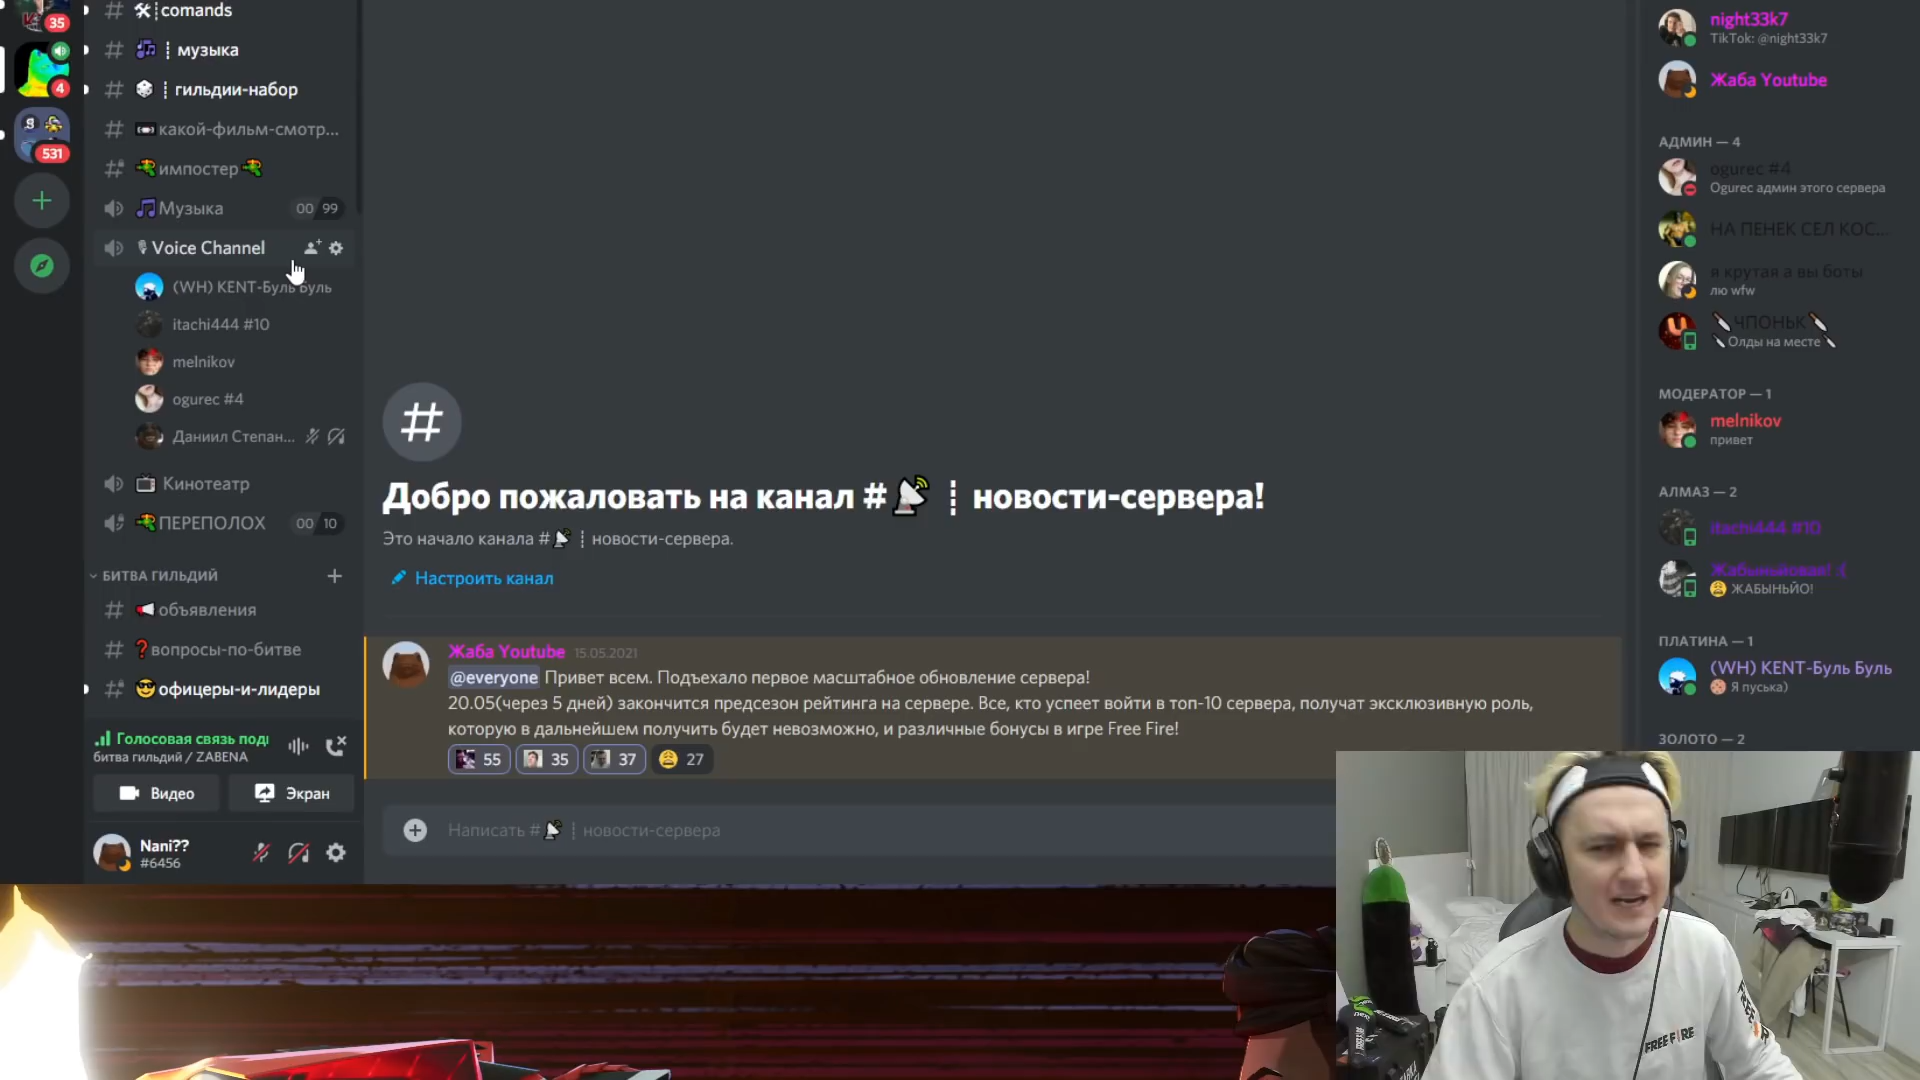 35
4
531
comands
музыка
гильдии-набор
какой-фильм-смотр...
импостер
Музыка 00 99
Voice Channel
(WH) KENT-Буль Буль
itachi444 #10
melnikov
ogurec #4
Даниил Степан...
Кинотеатр
ПЕРЕПОЛОХ 00 10
БИТВА ГИЛЬДИЙ
объявления
вопросы-по-битве
офицеры-и-лидеры
Голосовая связь под
битва гильдий / ZABENA
Видео Экран
Nani??
#6456
Добро пожаловать на канал # новости-сервера!
Это начало канала # новости-сервера.
Настроить канал
Жаба Youtube 15.05.2021
@everyone Привет всем. Подъехало первое масштабное обновление сервера!
20.05(через 5 дней) закончится предсезон рейтинга на сервере. Все, кто успеет войти в топ-10 сервера, получат эксклюзивную роль,
которую в дальнейшем получить будет невозможно, и различные бонусы в игре Free Fire!
55 35 37 27
Написать # новости-сервера
night33k7
TikTok: @night33k7
Жаба Youtube
АДМИН — 4
ogurec #4
Ogurec админ этого сервера
НА ПЕНЕК СЕЛ КОС...
я крутая а вы боты
лю wfw
ЧПОНЬК
Олды на месте
МОДЕРАТОР — 1
melnikov
привет
АЛМАЗ — 2
itachi444 #10
Жабыньйовая! :(
ЖАБЫНЬЙО!
ПЛАТИНА — 1
(WH) KENT-Буль Буль
Я пуська)
ЗОЛОТО — 2
FREE FIRE